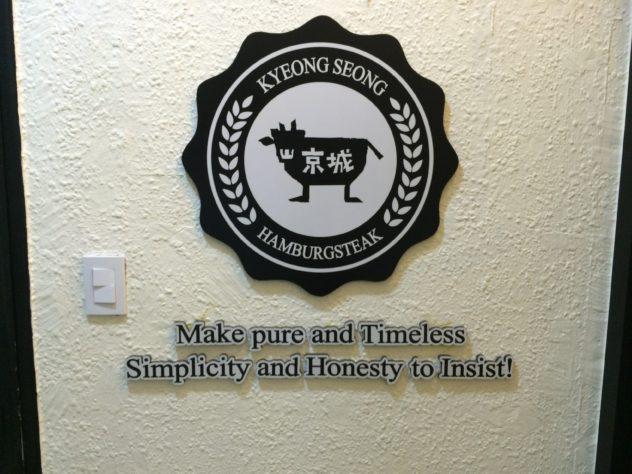 KYEONG SEONG
京城
HAMBURGSTEAK
Make pure and Timeless
Simplicity and Honesty to Insist!